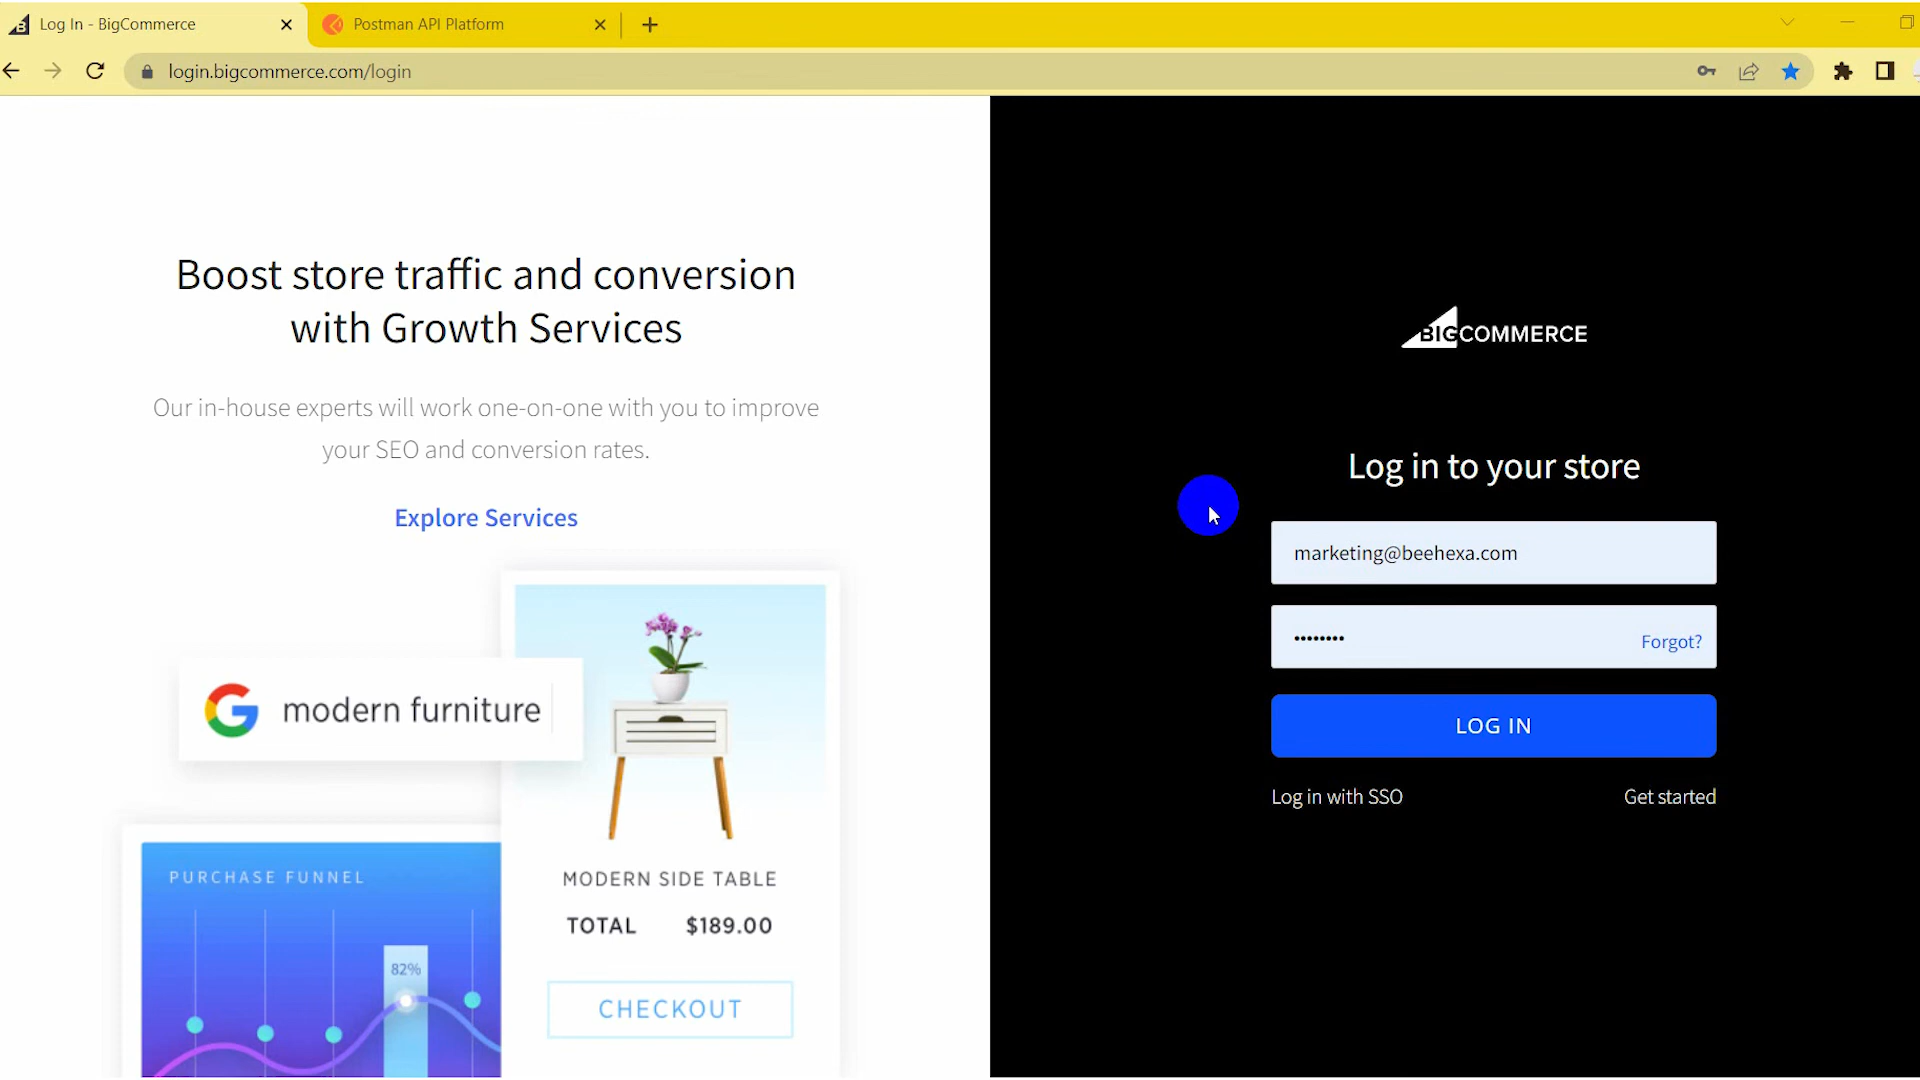 Log In - BigCommerce
Postman API Platform
login.bigcommerce.com/login
Boost store traffic and conversion
with Growth Services
Our in-house experts will work one-on-one with you to improve
your SEO and conversion rates.
Explore Services
modern furniture
PURCHASE FUNNEL
82%
MODERN SIDE TABLE
TOTAL $189.00
CHECKOUT
BIGCOMMERCE
Log in to your store
marketing@beehexa.com
••••••••
Forgot?
LOG IN
Log in with SSO
Get started